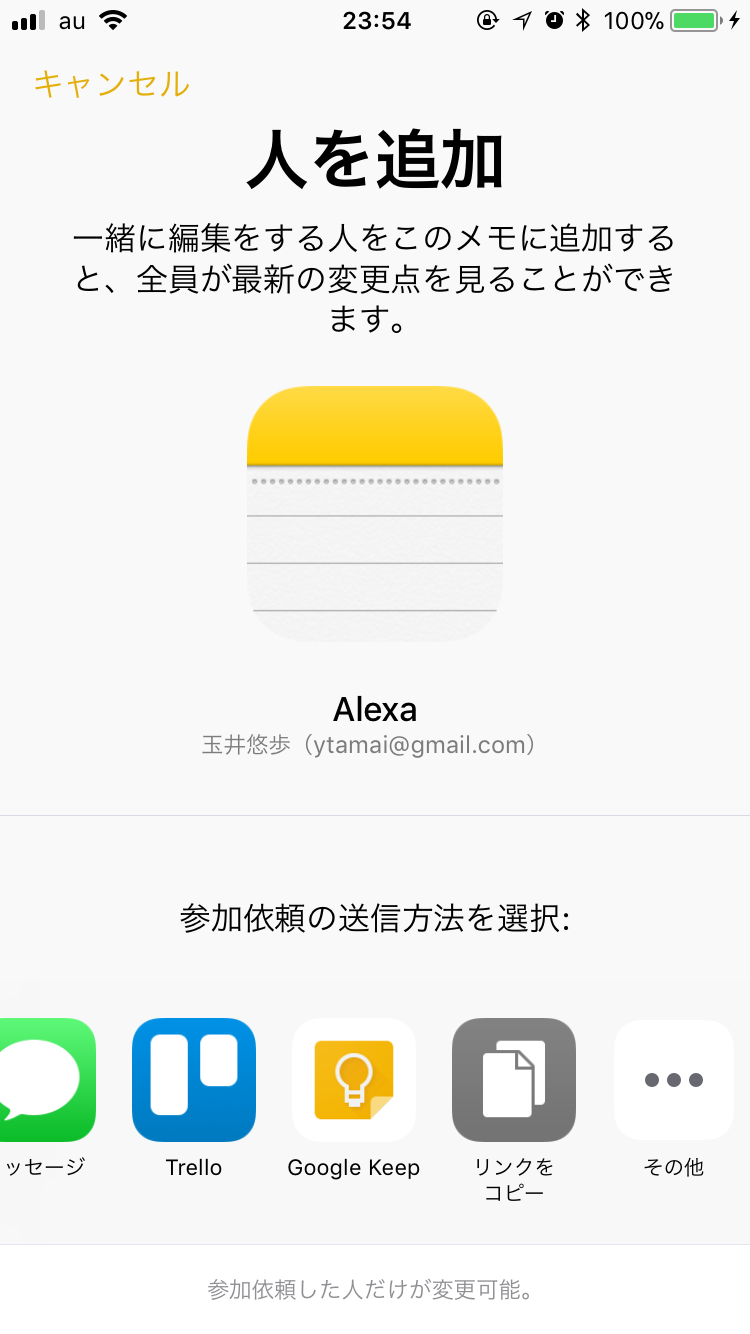 au 23:54 100%
キャンセル
人を追加
一緒に編集をする人をこのメモに追加する
と、全員が最新の変更点を見ることができ
ます。
Alexa
玉井悠歩（ytamai@gmail.com）
参加依頼の送信方法を選択:
ッセージ
Trello
Google Keep
リンクを
コピー
その他
参加依頼した人だけが変更可能。